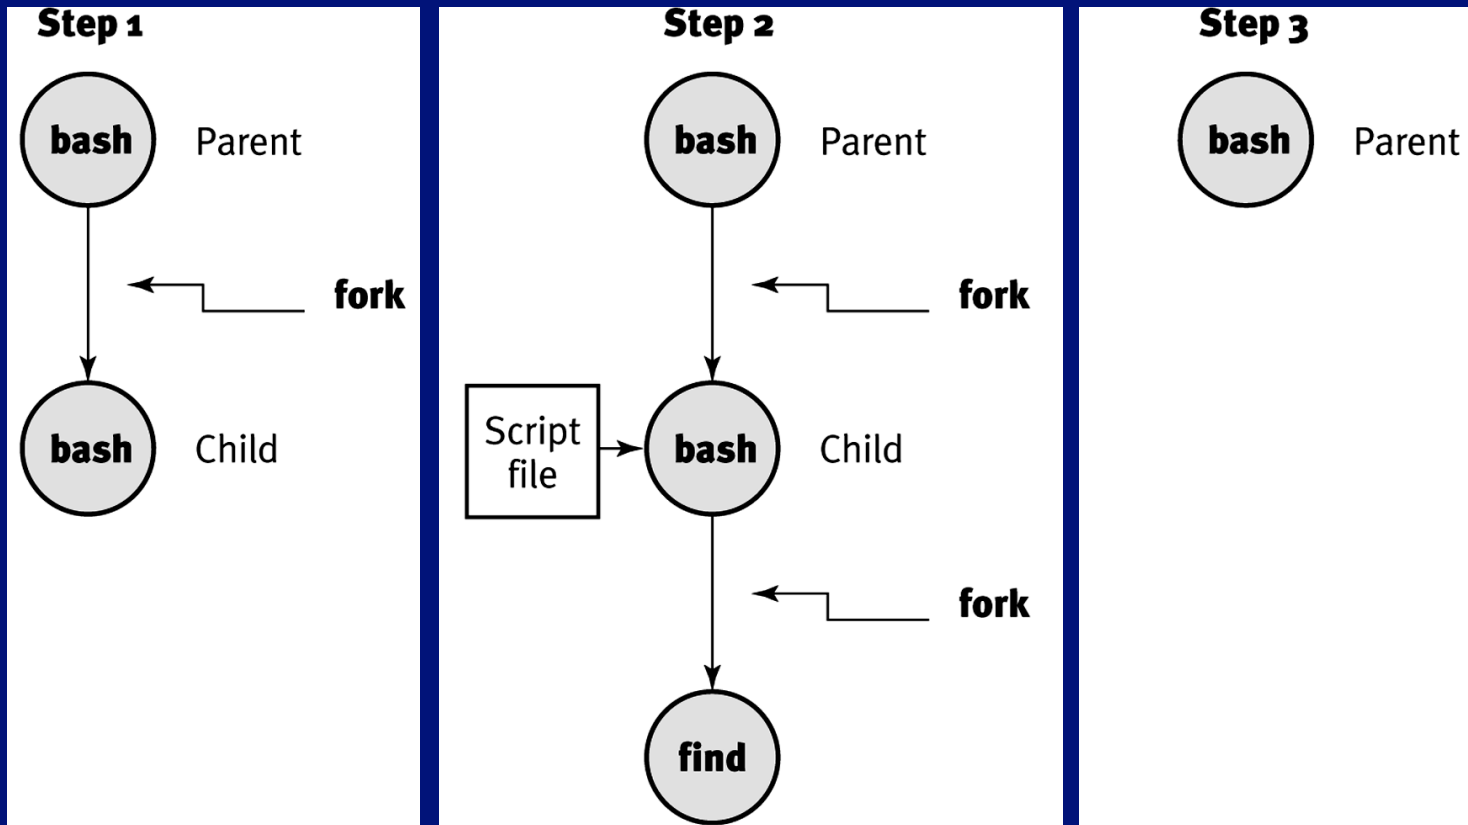 Step 1
bash
Parent
fork
bash
Child
Step 2
bash
Parent
fork
Script
file
bash
Child
fork
find
Step 3
bash
Parent